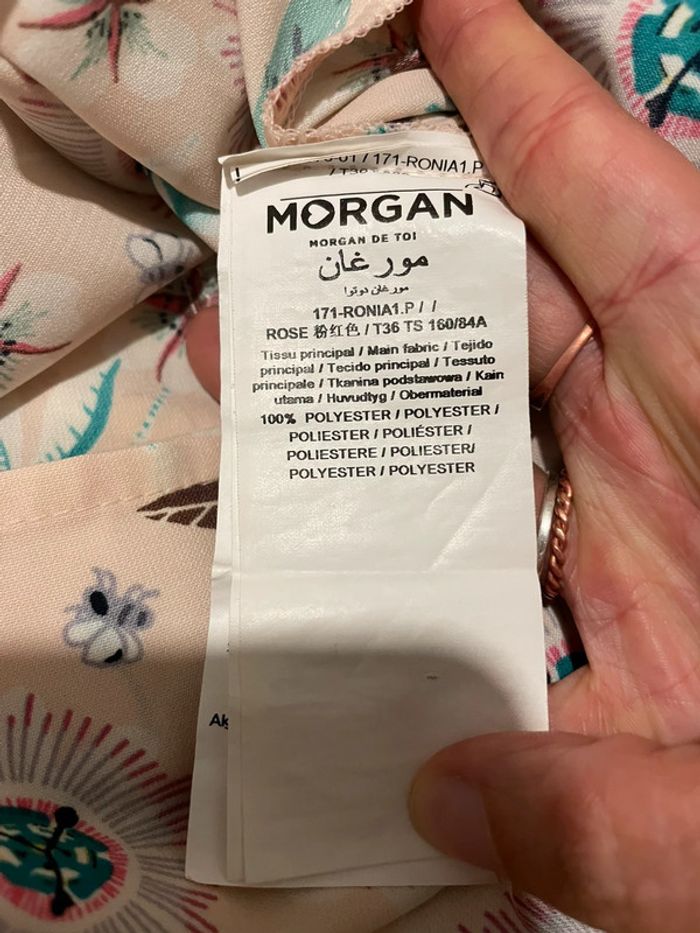 171-RONIA1.P
MORGAN
MORGAN DE TOI
مورغان
مورغان دوتوا
171-RONIA1.P / /
ROSE 粉红色 / T36 TS 160/84A
Tissu principal / Main fabric / Tejido
principal / Tecido principal / Tessuto
principale / Tkanina podstawowa / Kain
utama / Huvudtyg / Obermaterial
100% POLYESTER / POLYESTER /
POLIESTER / POLIÉSTER /
POLIESTERE / POLIESTER/
POLYESTER / POLYESTER